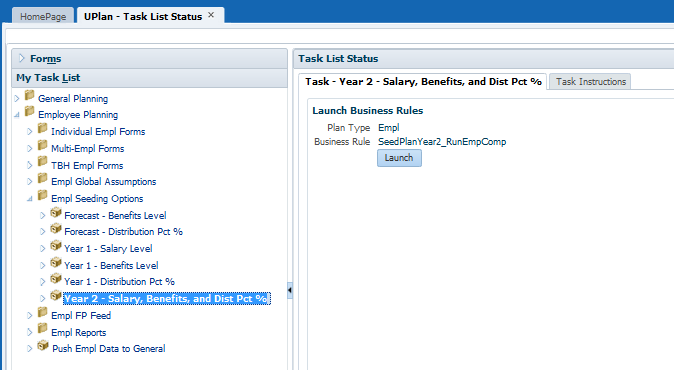 HomePage
UPlan - Task List Status ×
Forms
My Task List
General Planning
Employee Planning
Individual Empl Forms
Multi-Empl Forms
TBH Empl Forms
Empl Global Assumptions
Empl Seeding Options
Forecast - Benefits Level
Forecast - Distribution Pct %
Year 1 - Salary Level
Year 1 - Benefits Level
Year 1 - Distribution Pct %
Year 2 - Salary, Benefits, and Dist Pct %
Empl FP Feed
Empl Reports
Push Empl Data to General
Task List Status
Task - Year 2 - Salary, Benefits, and Dist Pct %
Task Instructions
Launch Business Rules
Plan Type Empl
Business Rule SeedPlanYear2_RunEmpComp
Launch